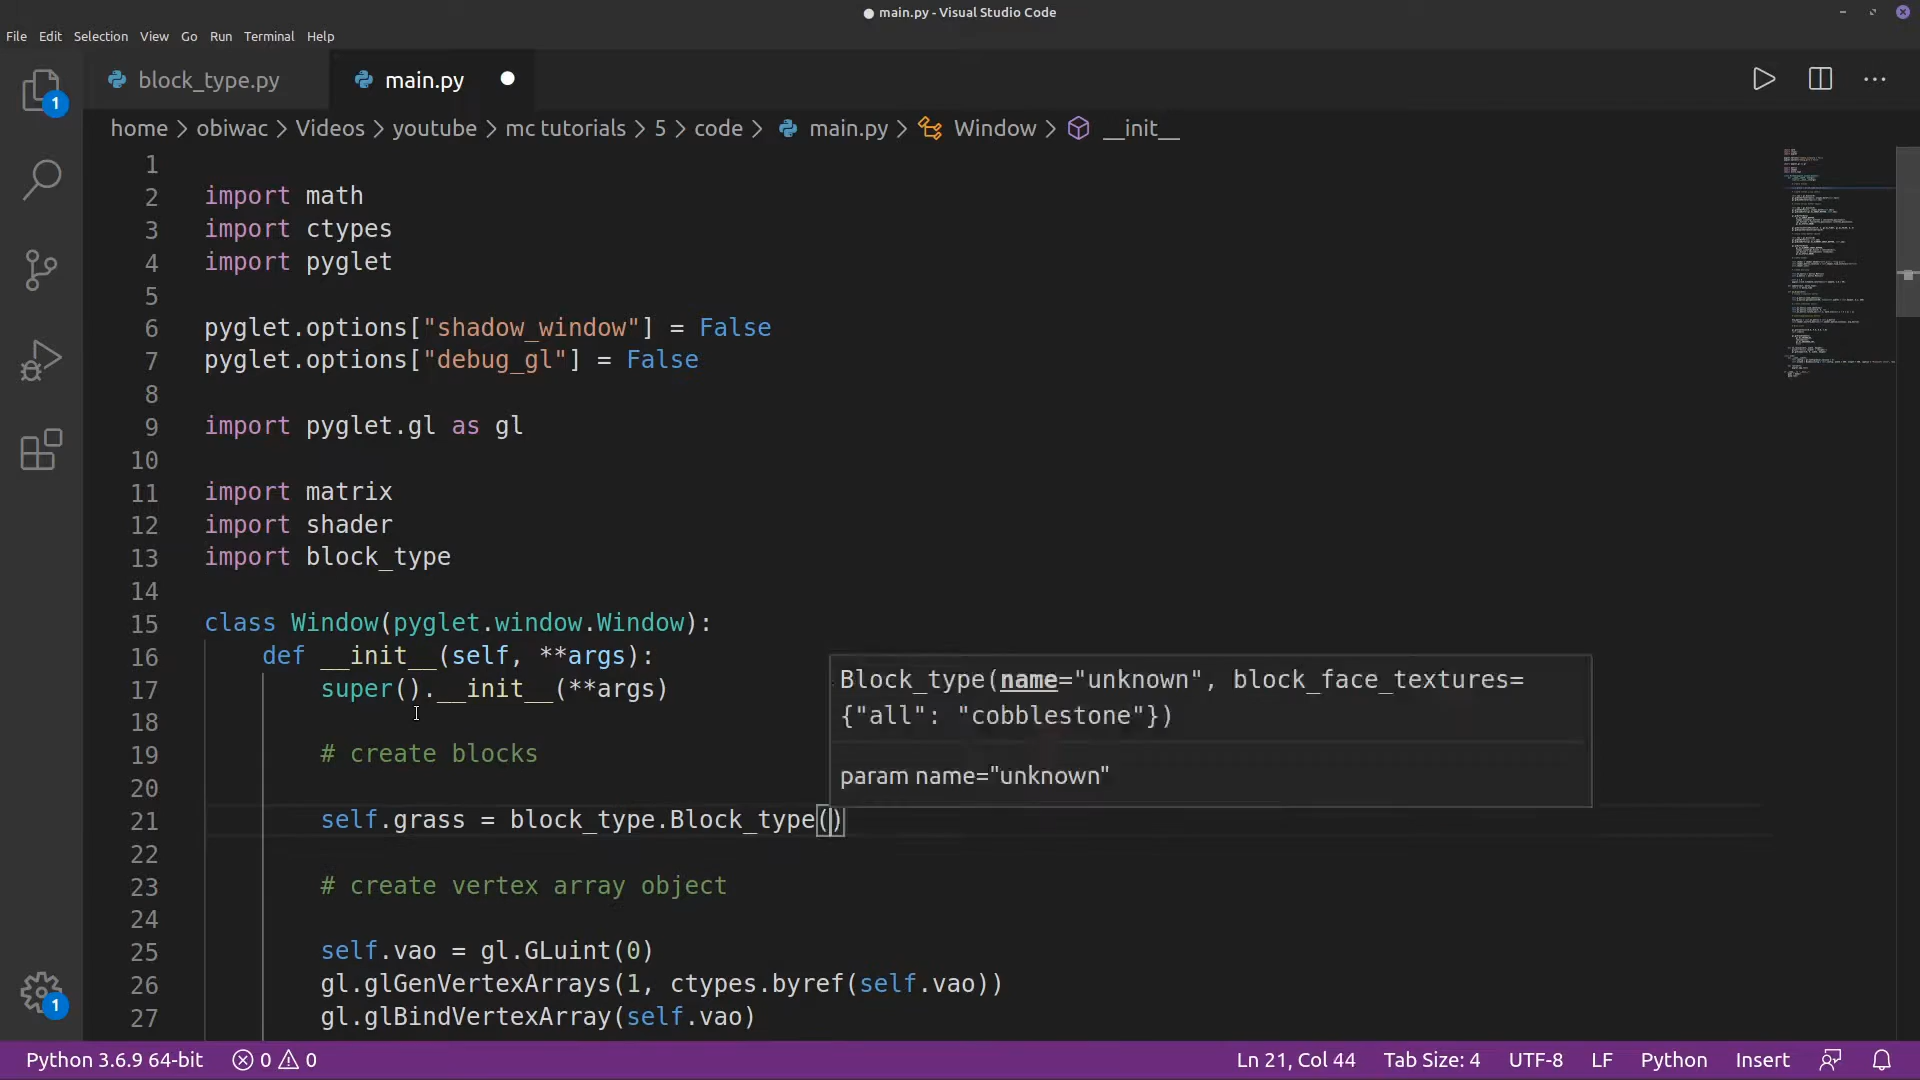 main.py - Visual Studio Code
File Edit Selection View Go Run Terminal Help
block_type.py main.py
1
home > obiwac > Videos > youtube > mc tutorials > 5 > code > main.py > Window > __init__
1
2 import math
3 import ctypes
4 import pyglet
5
6 pyglet.options["shadow_window"] = False
7 pyglet.options["debug_gl"] = False
8
9 import pyglet.gl as gl
10
11 import matrix
12 import shader
13 import block_type
14
15 class Window(pyglet.window.Window):
16 def __init__(self, **args):
17 super().__init__(**args)
18
19 # create blocks
20
21 self.grass = block_type.Block_type()
22
23 # create vertex array object
24
25 self.vao = gl.GLuint(0)
26 gl.glGenVertexArrays(1, ctypes.byref(self.vao))
27 gl.glBindVertexArray(self.vao)
Block_type(name="unknown", block_face_textures=
{"all": "cobblestone"})
param name="unknown"
1
Python 3.6.9 64-bit 0 0 Ln 21, Col 44 Tab Size: 4 UTF-8 LF Python Insert